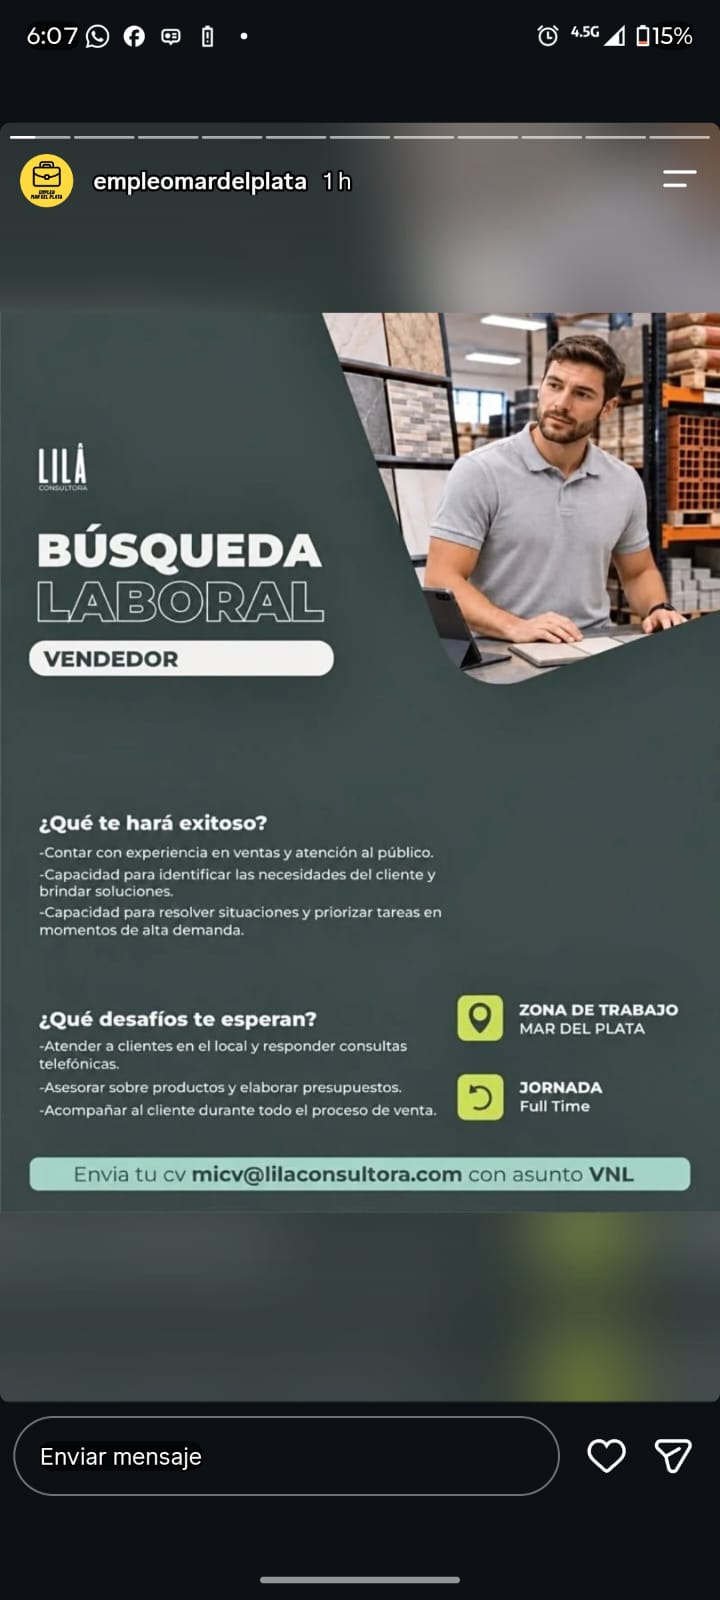 6:07
4.5G
15%
empleomardelplata 1 h
EMPLEO
MAR DEL PLATA
LILÂ
CONSULTORA
BÚSQUEDA
LABORAL
VENDEDOR
¿Qué te hará exitoso?
-Contar con experiencia en ventas y atención al público.
-Capacidad para identificar las necesidades del cliente y
brindar soluciones.
-Capacidad para resolver situaciones y priorizar tareas en
momentos de alta demanda.
¿Qué desafíos te esperan?
-Atender a clientes en el local y responder consultas
telefónicas.
-Asesorar sobre productos y elaborar presupuestos.
-Acompañar al cliente durante todo el proceso de venta.
ZONA DE TRABAJO
MAR DEL PLATA
JORNADA
Full Time
Envia tu cv micv@lilaconsultora.com con asunto VNL
Enviar mensaje